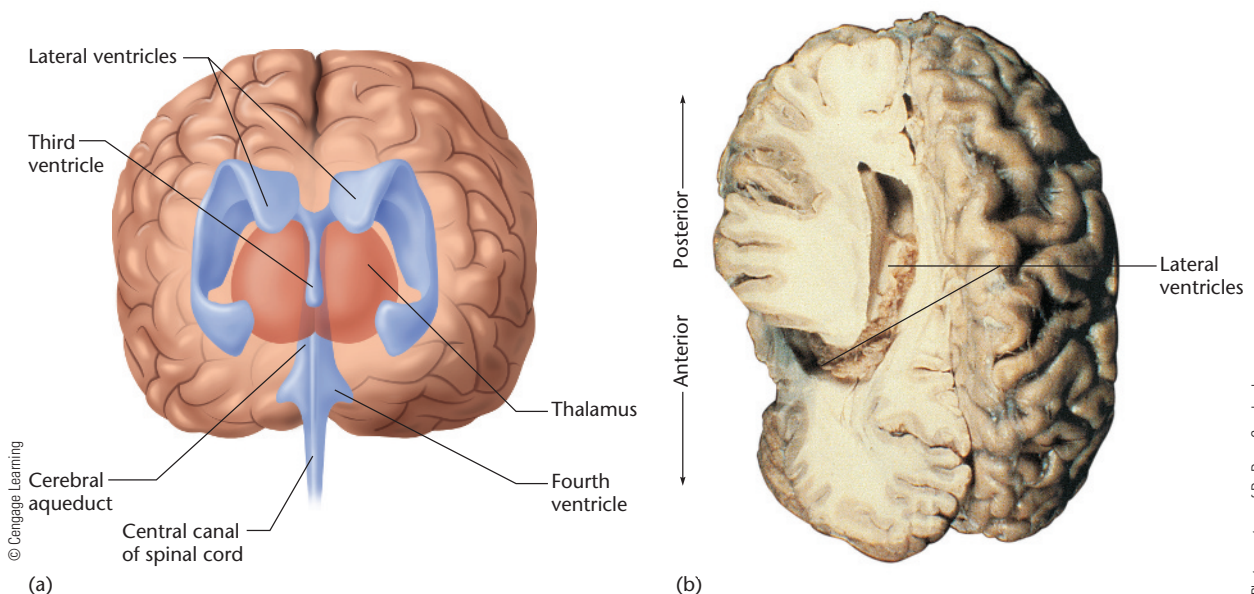 Lateral ventricles
Third
ventricle
Cerebral
aqueduct
Central canal
of spinal cord
Thalamus
Fourth
ventricle
© Cengage Learning
(a)
Posterior
Anterior
Lateral
ventricles
(b)